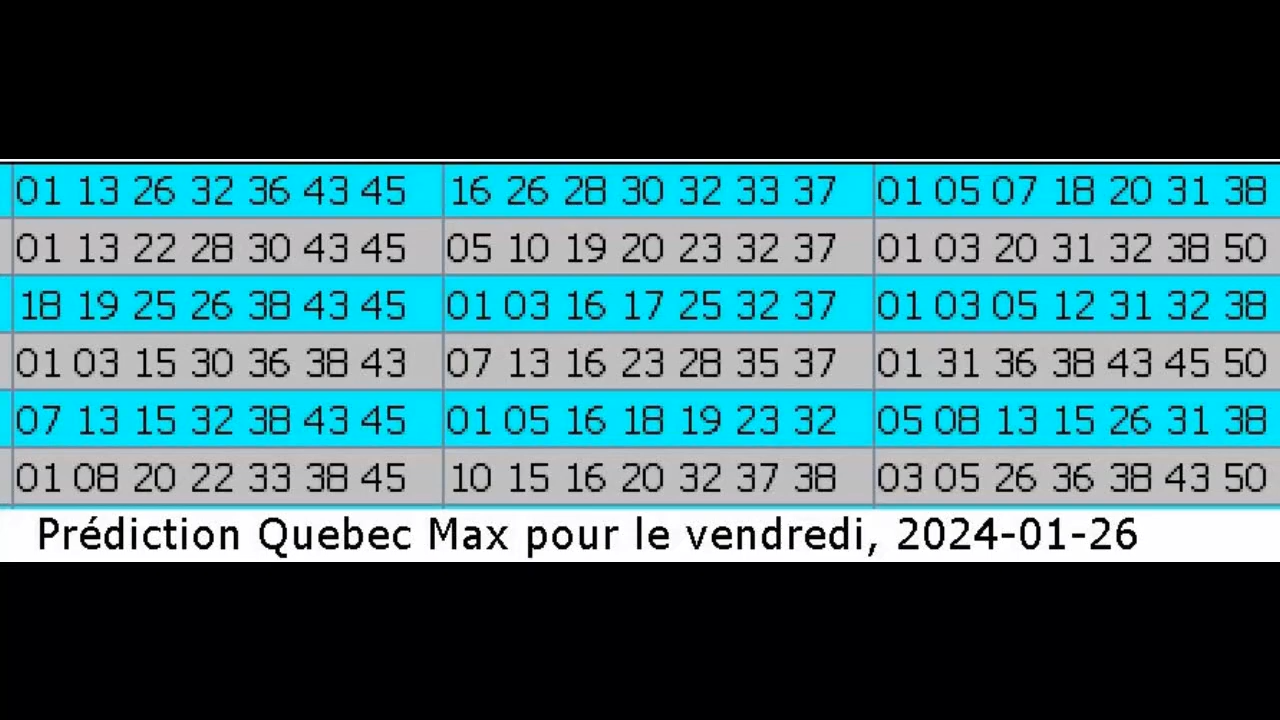 01 13 26 32 36 43 45 16 26 28 30 32 33 37 01 05 07 18 20 31 38
01 13 22 28 30 43 45 05 10 19 20 23 32 37 01 03 20 31 32 38 50
18 19 25 26 38 43 45 01 03 16 17 25 32 37 01 03 05 12 31 32 38
01 03 15 30 36 38 43 07 13 16 23 28 35 37 01 31 36 38 43 45 50
07 13 15 32 38 43 45 01 05 16 18 19 23 32 05 08 13 15 26 31 38
01 08 20 22 33 38 45 10 15 16 20 32 37 38 03 05 26 36 38 43 50
Prédiction Quebec Max pour le vendredi, 2024-01-26